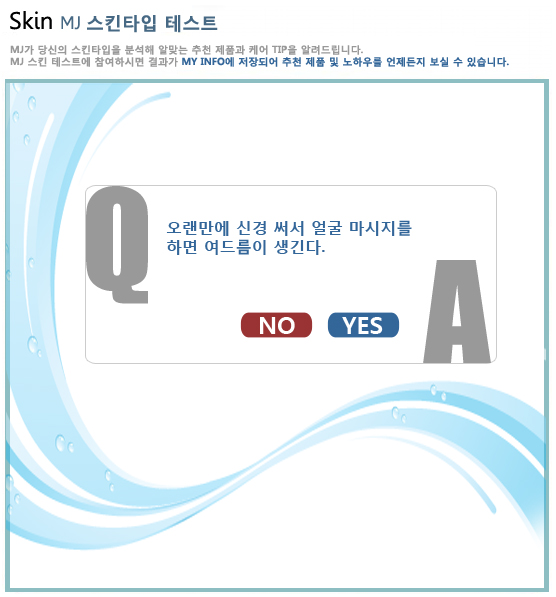 Skin MJ 스킨타입 테스트
MJ가 당신의 스킨타입을 분석해 알맞는 추천 제품과 케어 TIP을 알려드립니다.
MJ 스킨 테스트에 참여하시면 결과가 MY INFO에 저장되어 추천 제품 및 노하우를 언제든지 보실 수 있습니다.
Q
오랜만에 신경 써서 얼굴 마시지를
하면 여드름이 생긴다.
NO YES
A